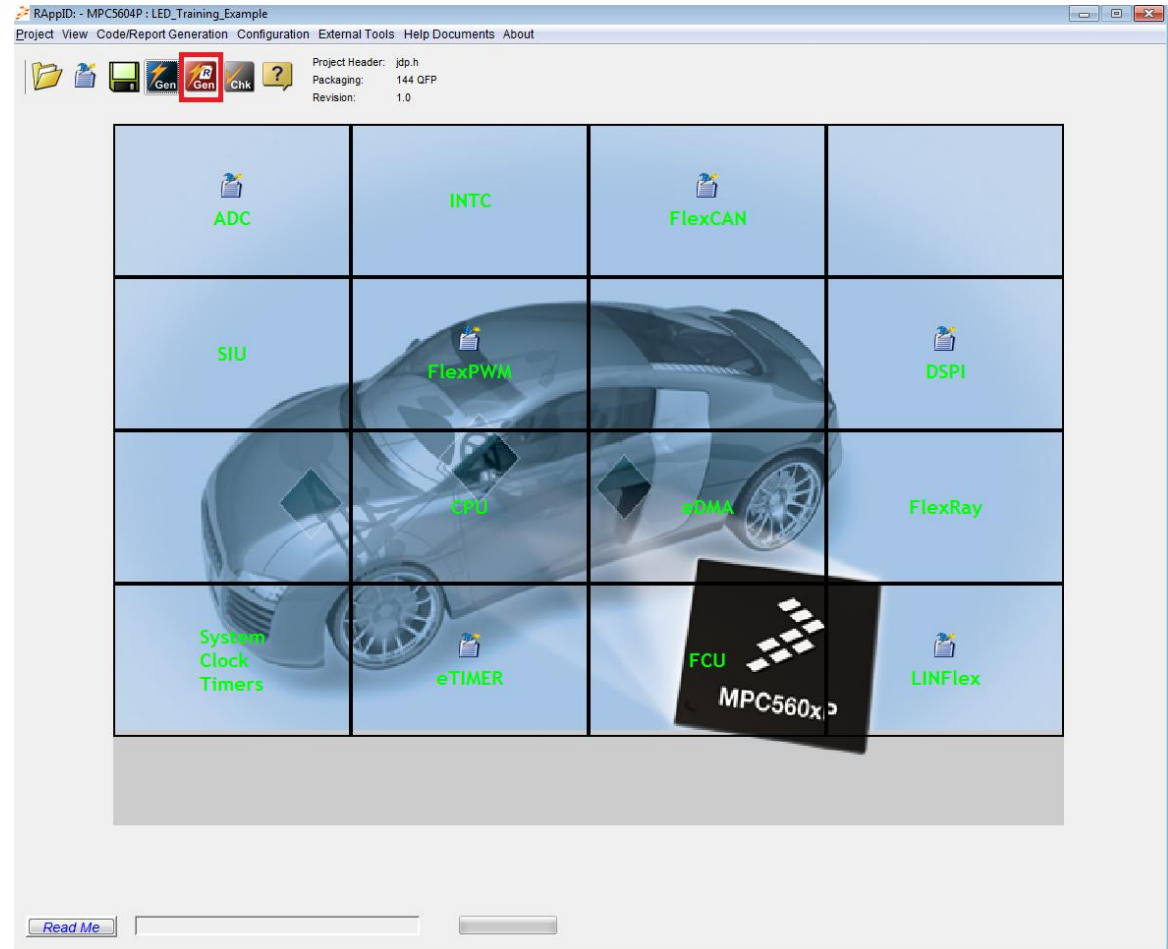 RAppID: - MPC5604P : LED_Training_Example
Project View Code/Report Generation Configuration External Tools Help Documents About
Project Header: jdp.h
Packaging: 144 QFP
Revision: 1.0
Gen R Gen Chk ?
ADC INTC FlexCAN
SIU FlexPWM DSPI
CPU eDMA FlexRay
System
Clock
Timers
eTIMER FCU LINFlex
MPC560xP
Read Me